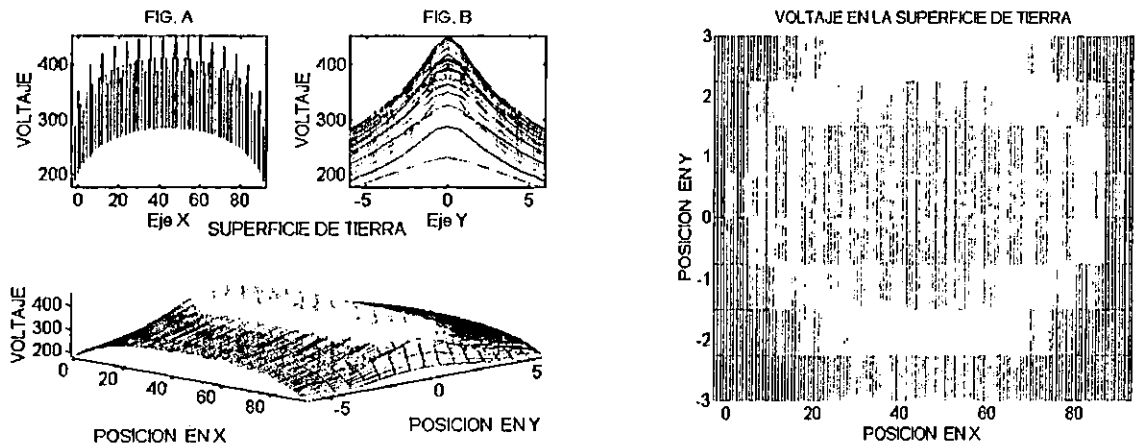 FIG. A
VOLTAJE
400
300
200
0 20 40 60 80
Eje X
FIG. B
VOLTAJE
400
300
200
-5 0 5
Eje Y
SUPERFICIE DE TIERRA
VOLTAJE
400
300
200
0 20 40 60 80
POSICION EN X
-5 0 5
POSICION EN Y
VOLTAJE EN LA SUPERFICIE DE TIERRA
POSICION EN Y
3
2
1
0
-1
-2
-3
0 20 40 60 80
POSICION EN X